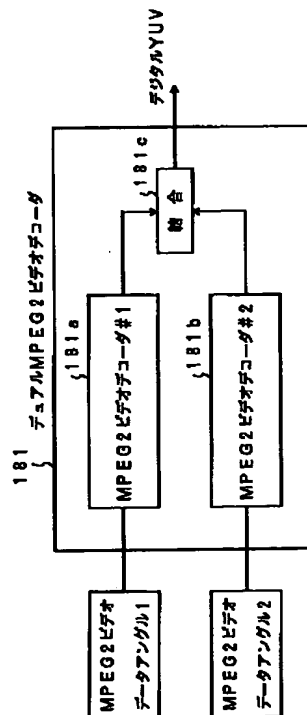 181
デュアルMPEG2ビデオデコーダ
MPEG2ビデオ
データアングル1
181a
MPEG2ビデオデコーダ#1
181c
結合
デジタルYUV
MPEG2ビデオ
データアングル2
181b
MPEG2ビデオデコーダ#2